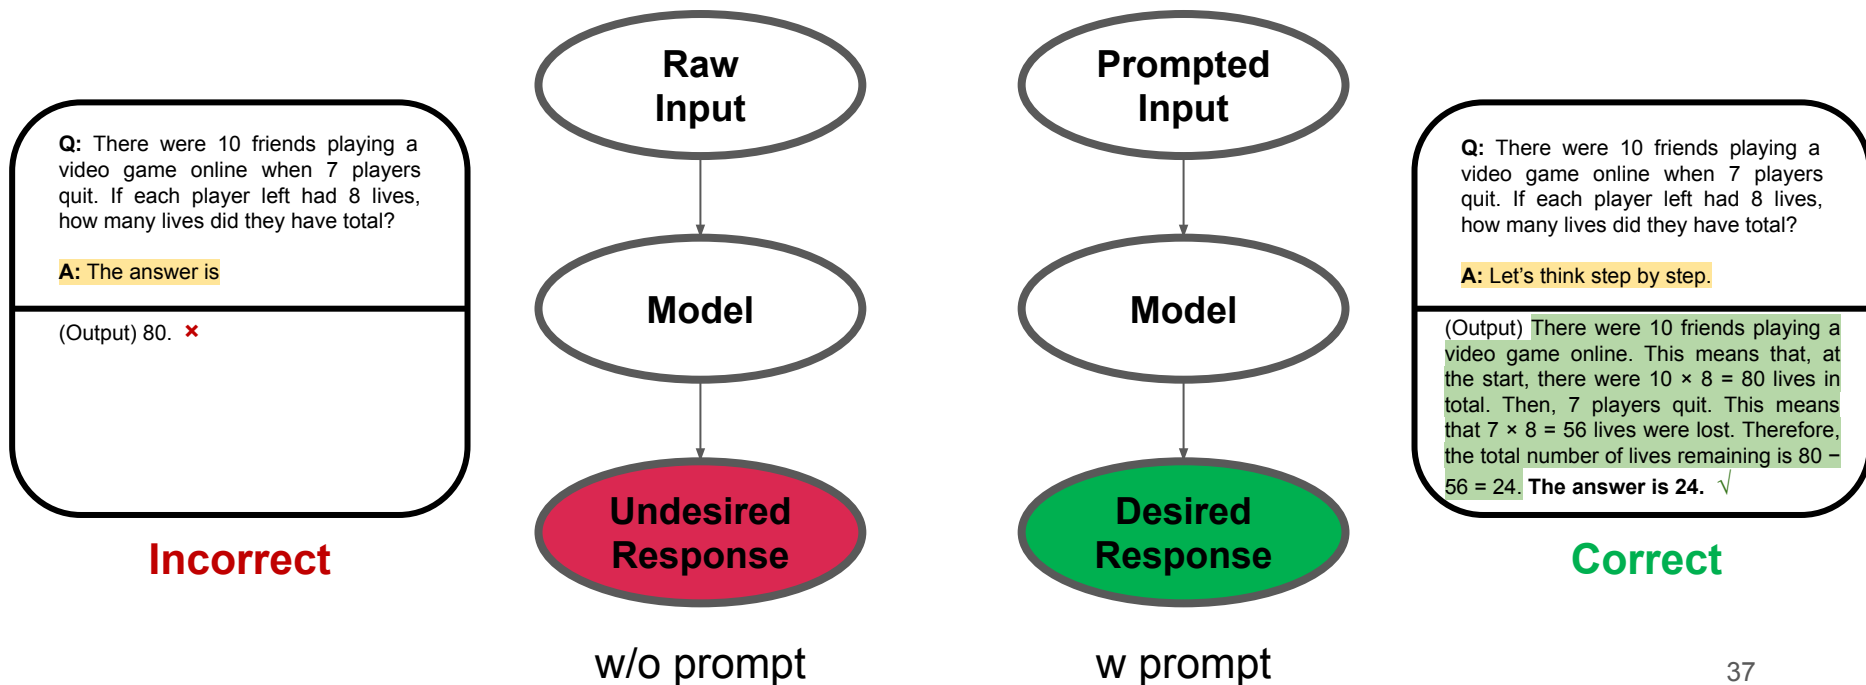 Q: There were 10 friends playing a
video game online when 7 players
quit. If each player left had 8 lives,
how many lives did they have total?
A: The answer is
(Output) 80. ×
Incorrect
Raw
Input
Model
Undesired
Response
w/o prompt
Prompted
Input
Model
Desired
Response
w prompt
Q: There were 10 friends playing a
video game online when 7 players
quit. If each player left had 8 lives,
how many lives did they have total?
A: Let’s think step by step.
(Output) There were 10 friends playing a
video game online. This means that, at
the start, there were 10 × 8 = 80 lives in
total. Then, 7 players quit. This means
that 7 × 8 = 56 lives were lost. Therefore,
the total number of lives remaining is 80 −
56 = 24. The answer is 24. √
Correct
37